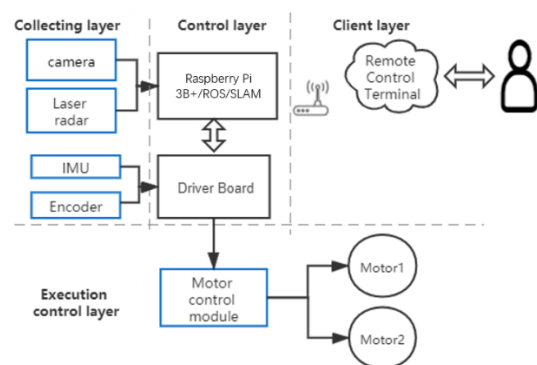 Collecting layer
Control layer
Client layer
camera
Laser
radar
Raspberry Pi
3B+/ROS/SLAM
Remote
Control
Terminal
IMU
Encoder
Driver Board
Execution
control layer
Motor
control
module
Motor1
Motor2